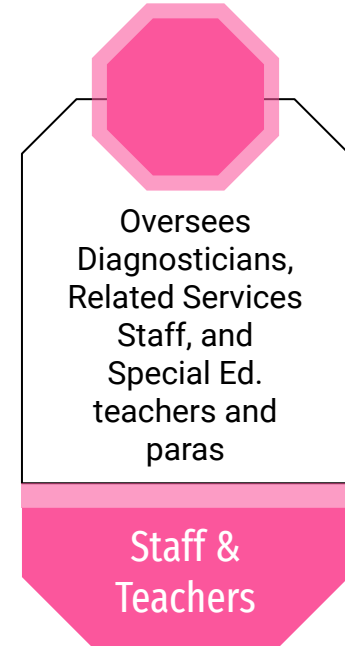 Oversees
Diagnosticians,
Related Services
Staff, and
Special Ed.
teachers and
paras
Staff &
Teachers